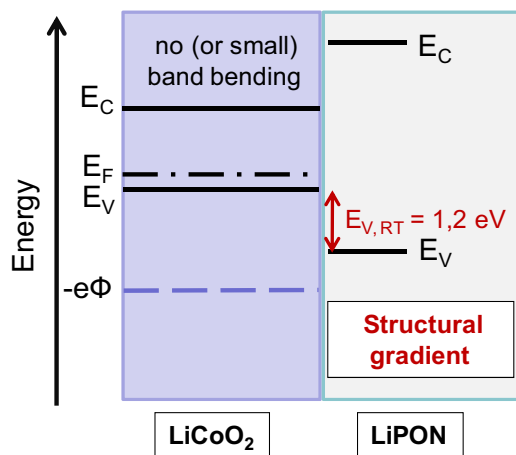 no (or small)
band bending
E_C
E_C
E_F
E_V
E_V, RT = 1,2 eV
E_V
-eΦ
Energy
Structural
gradient
LiCoO₂
LiPON